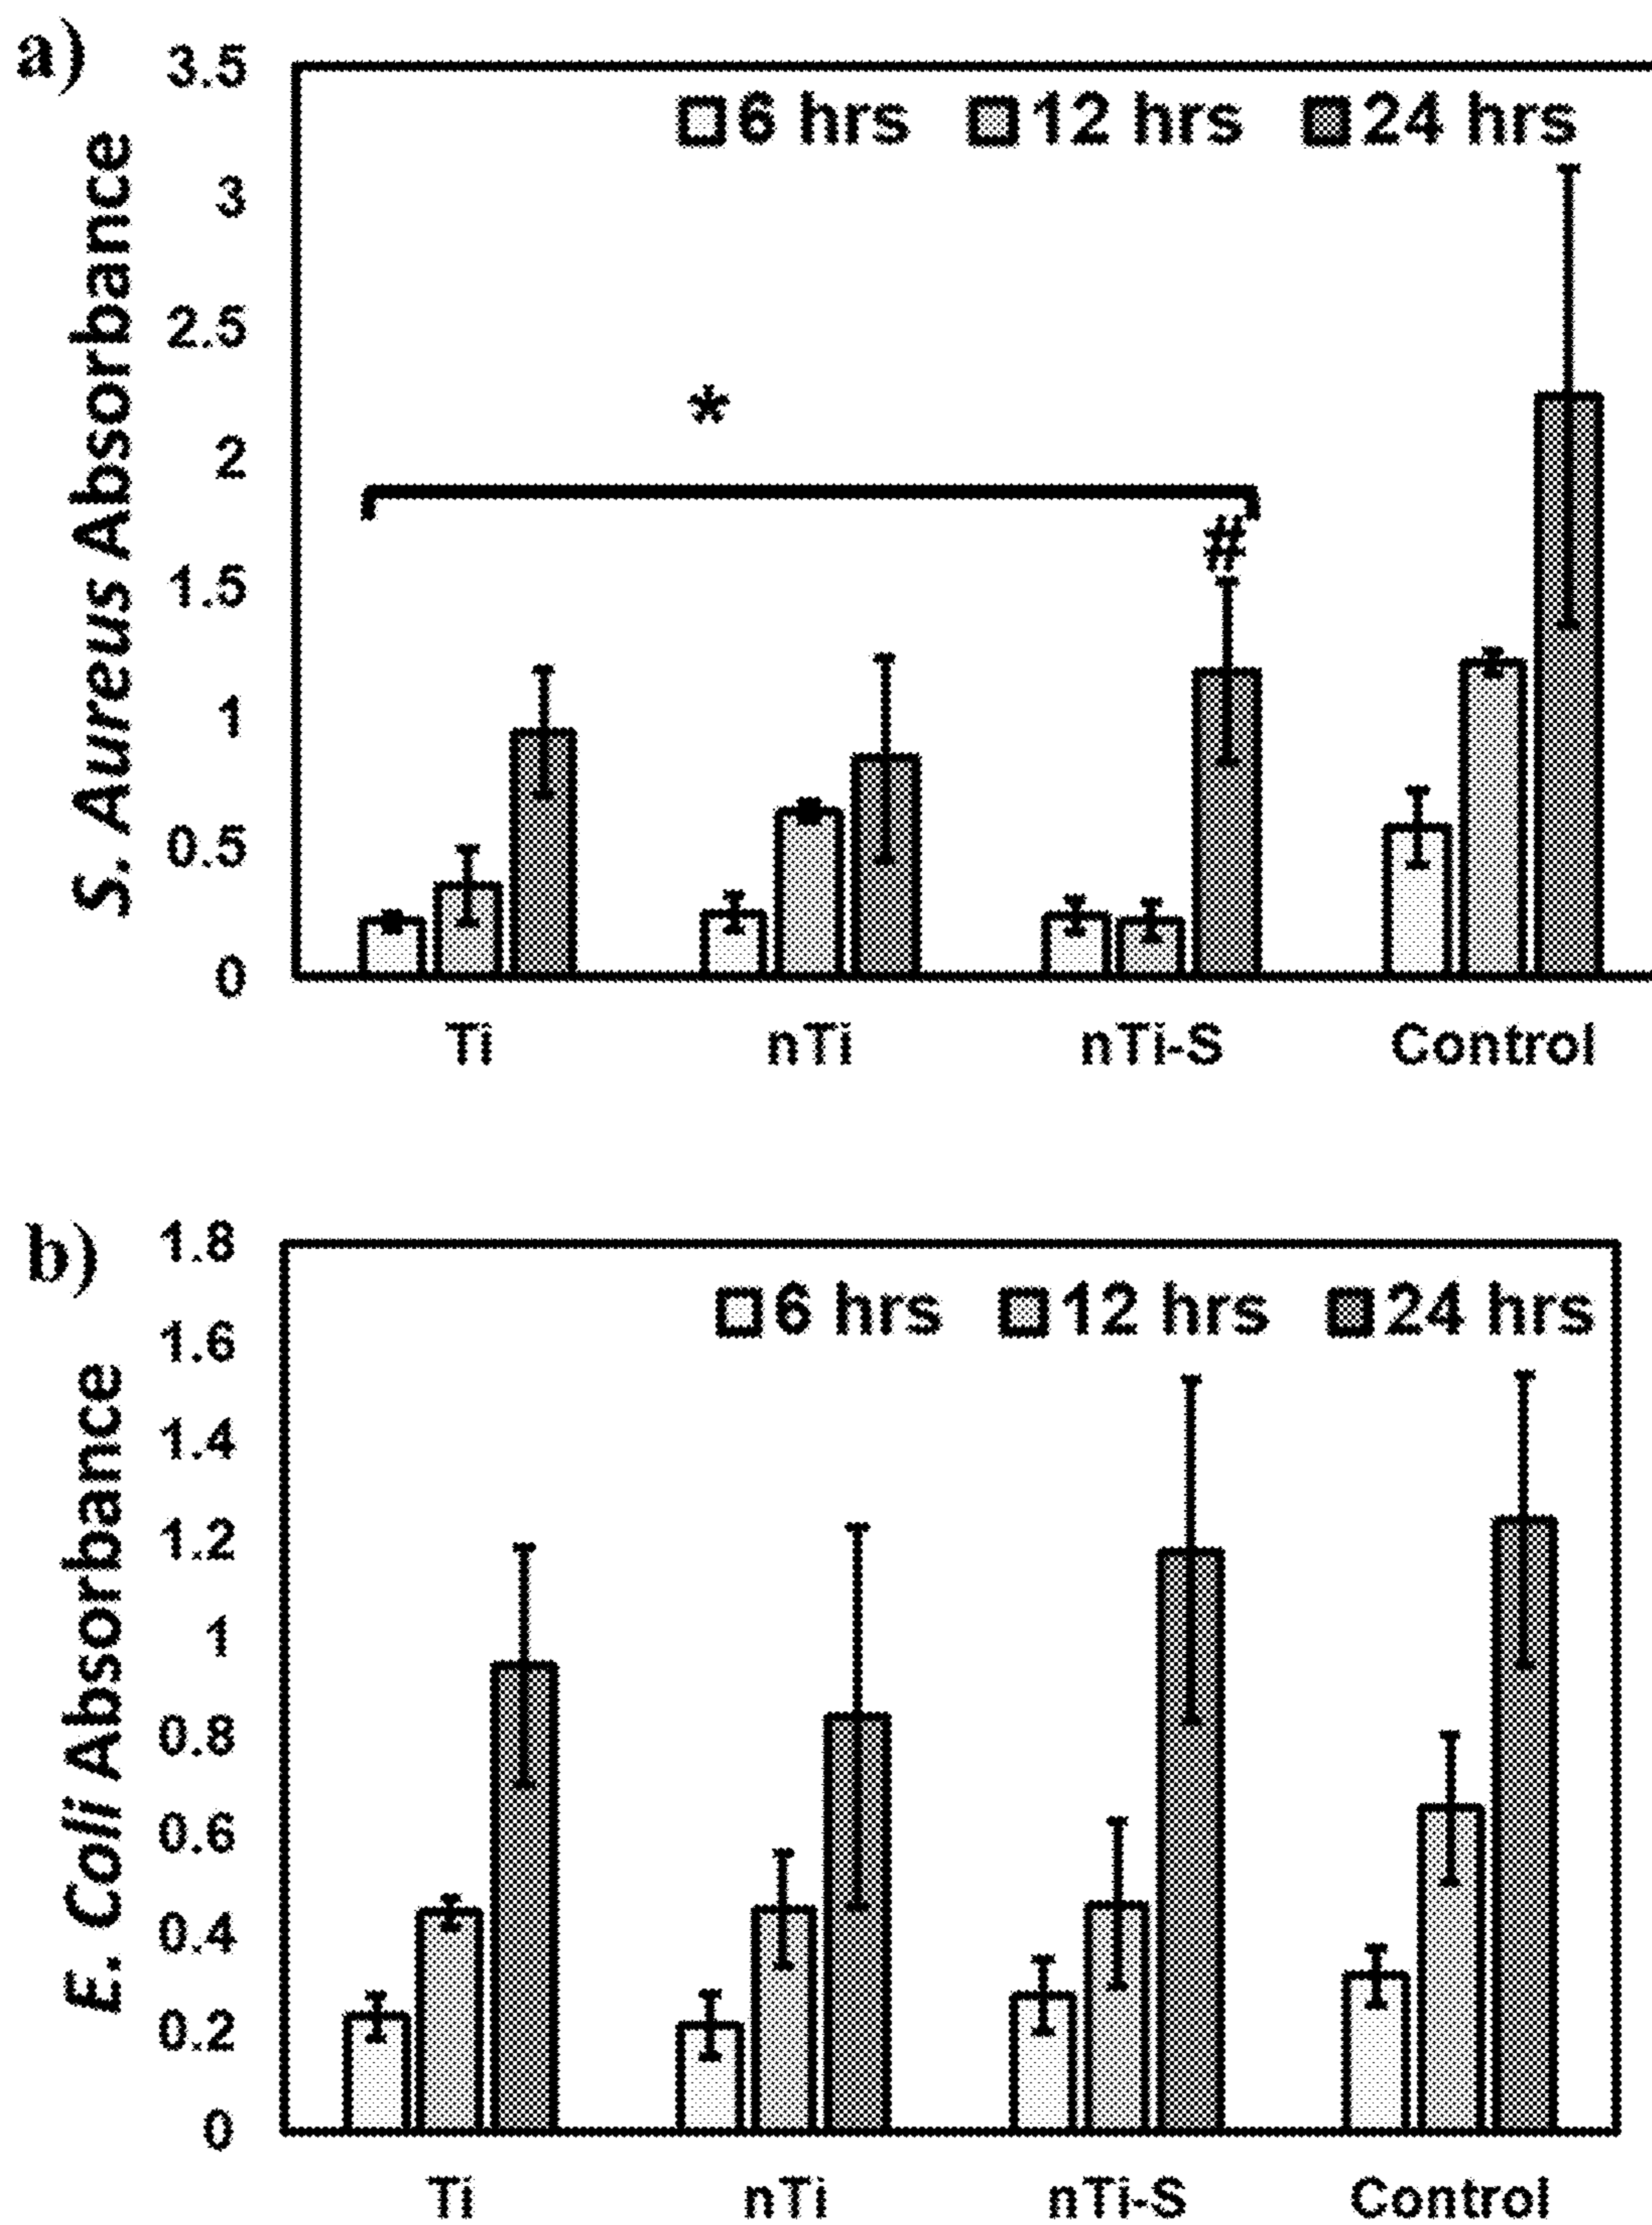 a)
S. Aureus Absorbance
3.5
3
2.5
2
1.5
1
0.5
0
6 hrs 12 hrs 24 hrs
*
#
Ti nTi nTi-S Control
b)
E. Coli Absorbance
1.8
1.6
1.4
1.2
1
0.8
0.6
0.4
0.2
0
6 hrs 12 hrs 24 hrs
Ti nTi nTi-S Control